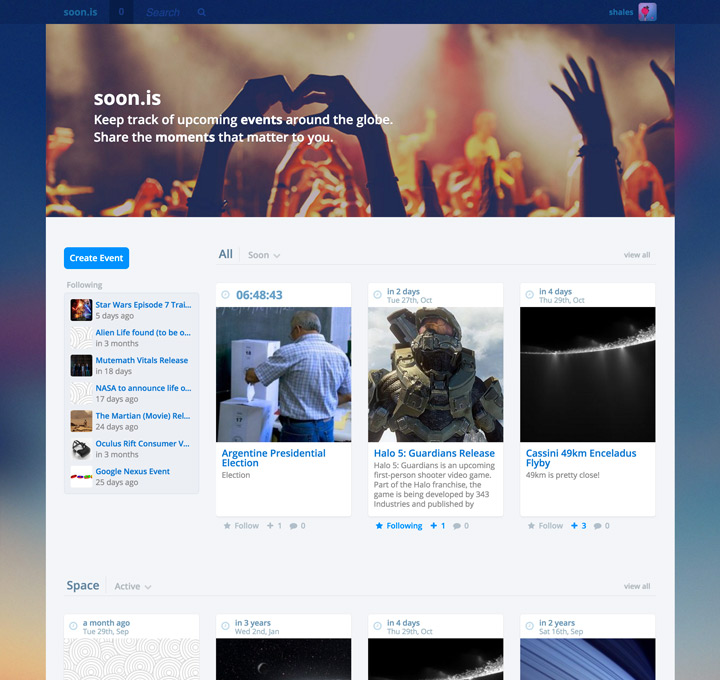 soon.is 0 Search shales
soon.is
Keep track of upcoming events around the globe.
Share the moments that matter to you.
Create Event
Following
Star Wars Episode 7 Trai...
5 days ago
Alien Life found (to be o...
in 3 months
Mutemath Vitals Release
in 18 days
NASA to announce life o...
17 days ago
The Martian (Movie) Rel...
24 days ago
Oculus Rift Consumer V...
in 3 months
Google Nexus Event
25 days ago
All Soon view all
06:48:43
Argentine Presidential
Election
Election
Follow 1 0
in 2 days
Tue 27th, Oct
Halo 5: Guardians Release
Halo 5: Guardians is an upcoming
first-person shooter video game.
Part of the Halo franchise, the
game is being developed by 343
Industries and published by
Following 1 0
in 4 days
Thu 29th, Oct
Cassini 49km Enceladus
Flyby
49km is pretty close!
Follow 3 0
Space Active view all
a month ago
Tue 29th, Sep
in 3 years
Wed 2nd, Jan
in 4 days
Thu 29th, Oct
in 2 years
Sat 16th, Sep